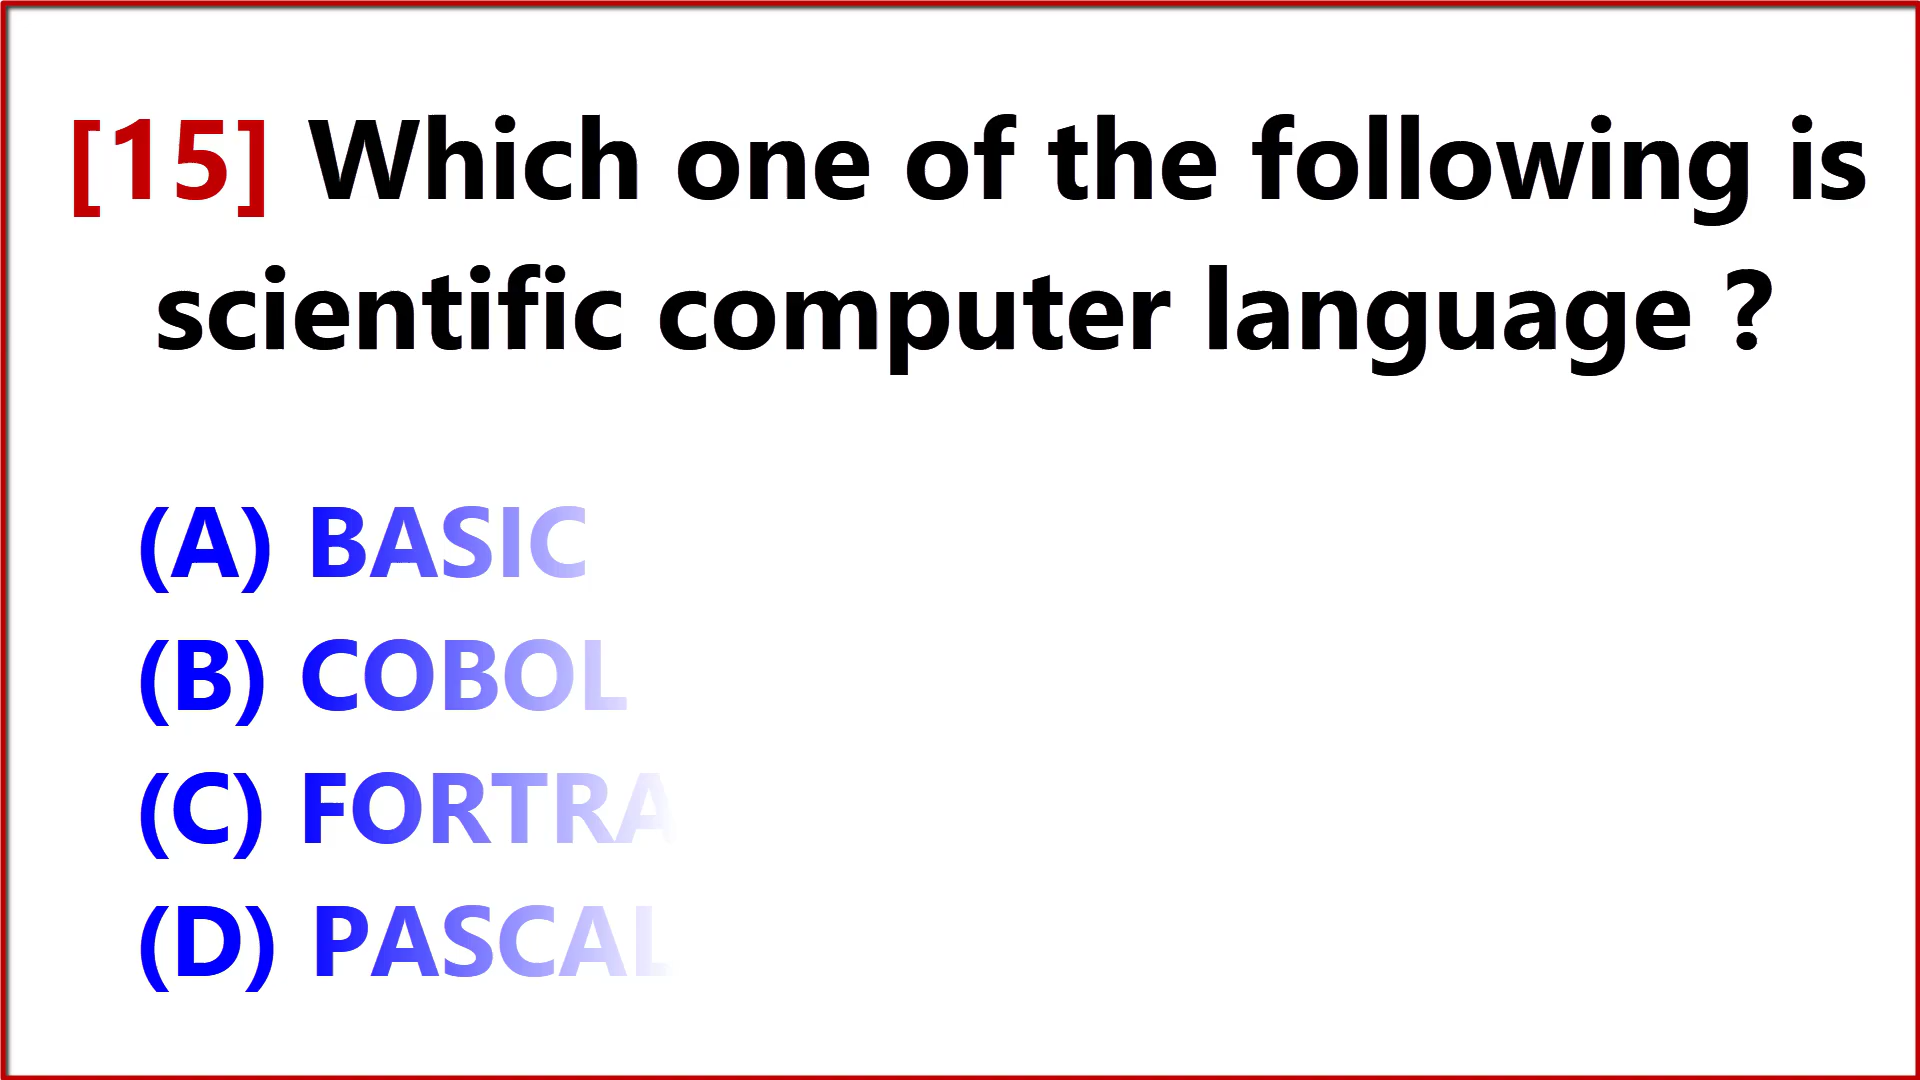 [15] Which one of the following is
scientific computer language ?
(A) BASIC
(B) COBOL
(C) FORTRA
(D) PASCAL